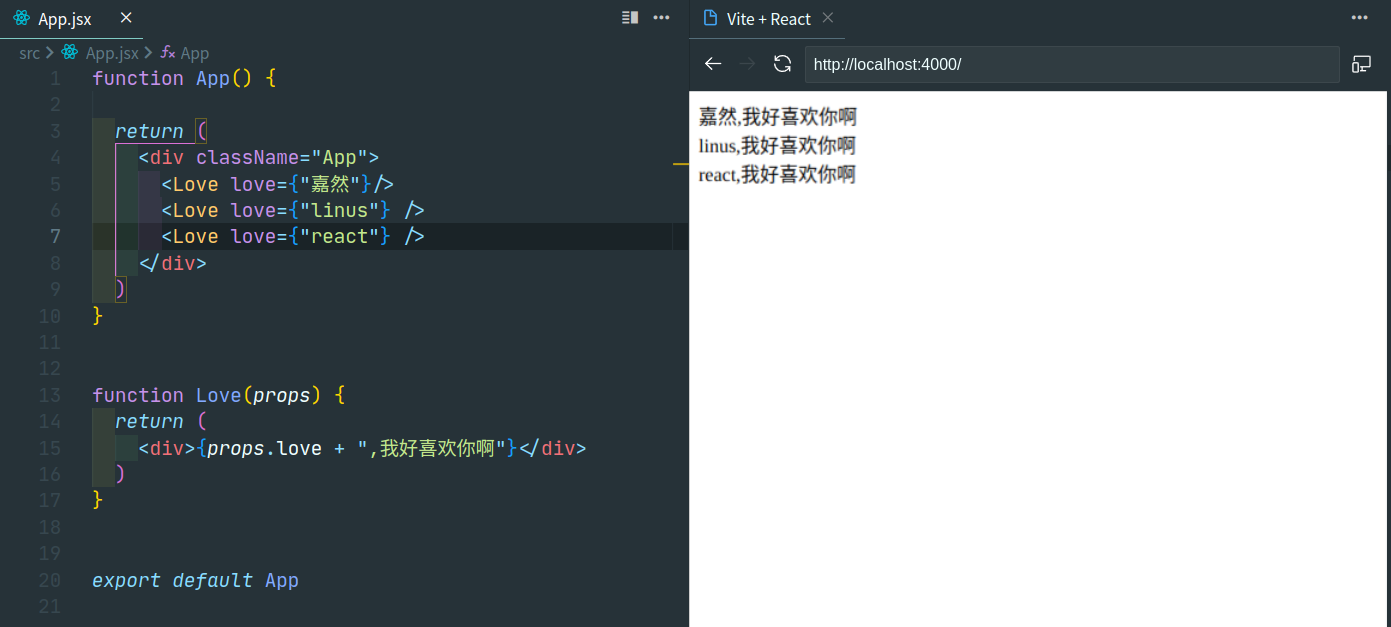 App.jsx
src > App.jsx > App
1 function App() {
2
3   return (
4     <div className="App">
5       <Love love={"嘉然"}/>
6       <Love love={"linus"} />
7       <Love love={"react"} />
8     </div>
9   )
10 }
11
12
13 function Love(props) {
14   return (
15     <div>{props.love + ",我好喜欢你啊"}</div>
16   )
17 }
18
19
20 export default App
21
Vite + React
http://localhost:4000/
嘉然,我好喜欢你啊
linus,我好喜欢你啊
react,我好喜欢你啊